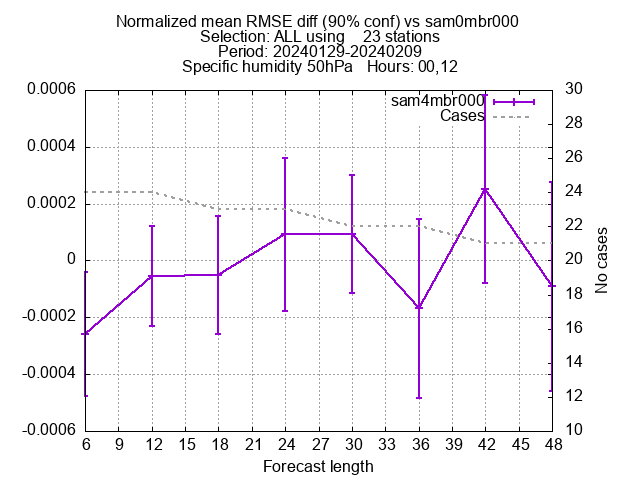 Normalized mean RMSE diff (90% conf) vs sam0mbr000
Selection: ALL using    23 stations
Period: 20240129-20240209
Specific humidity 50hPa   Hours: 00,12
sam4mbr000
Cases
0.0006
0.0004
0.0002
0
-0.0002
-0.0004
-0.0006
30
28
26
24
22
20
18
16
14
12
10
No cases
6 9 12 15 18 21 24 27 30 33 36 39 42 45 48
Forecast length